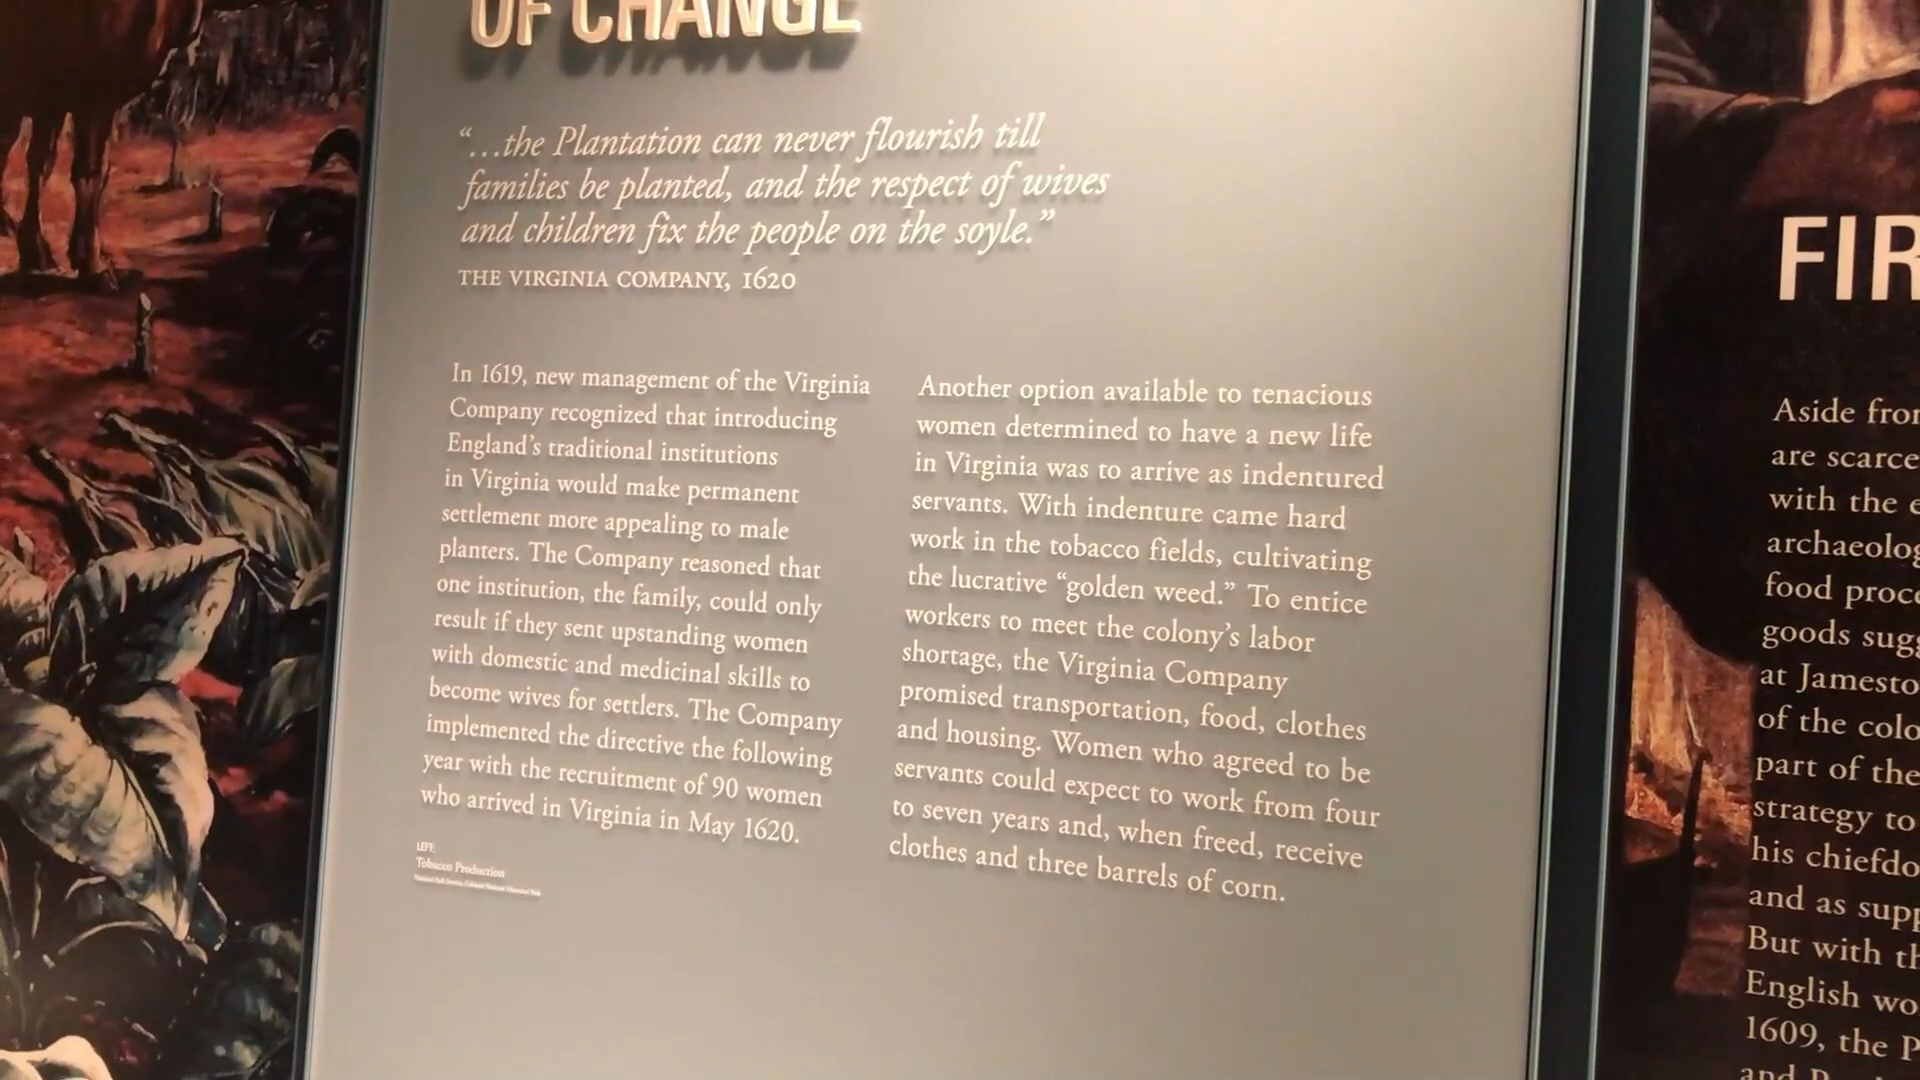 OF CHANGE
“...the Plantation can never flourish till
families be planted, and the respect of wives
and children fix the people on the soyle.”
THE VIRGINIA COMPANY, 1620
In 1619, new management of the Virginia
Company recognized that introducing
England’s traditional institutions
in Virginia would make permanent
settlement more appealing to male
planters. The Company reasoned that
one institution, the family, could only
result if they sent upstanding women
with domestic and medicinal skills to
become wives for settlers. The Company
implemented the directive the following
year with the recruitment of 90 women
who arrived in Virginia in May 1620.
LEFT:
Tobacco Production
Another option available to tenacious
women determined to have a new life
in Virginia was to arrive as indentured
servants. With indenture came hard
work in the tobacco fields, cultivating
the lucrative “golden weed.” To entice
workers to meet the colony’s labor
shortage, the Virginia Company
promised transportation, food, clothes
and housing. Women who agreed to be
servants could expect to work from four
to seven years and, when freed, receive
clothes and three barrels of corn.
FIR
Aside fro
are scarce
with the e
archaeolog
food proc
goods sugg
at Jamesto
of the colo
part of the
strategy to
his chiefdo
and as supp
But with th
English wo
1609, the P
and